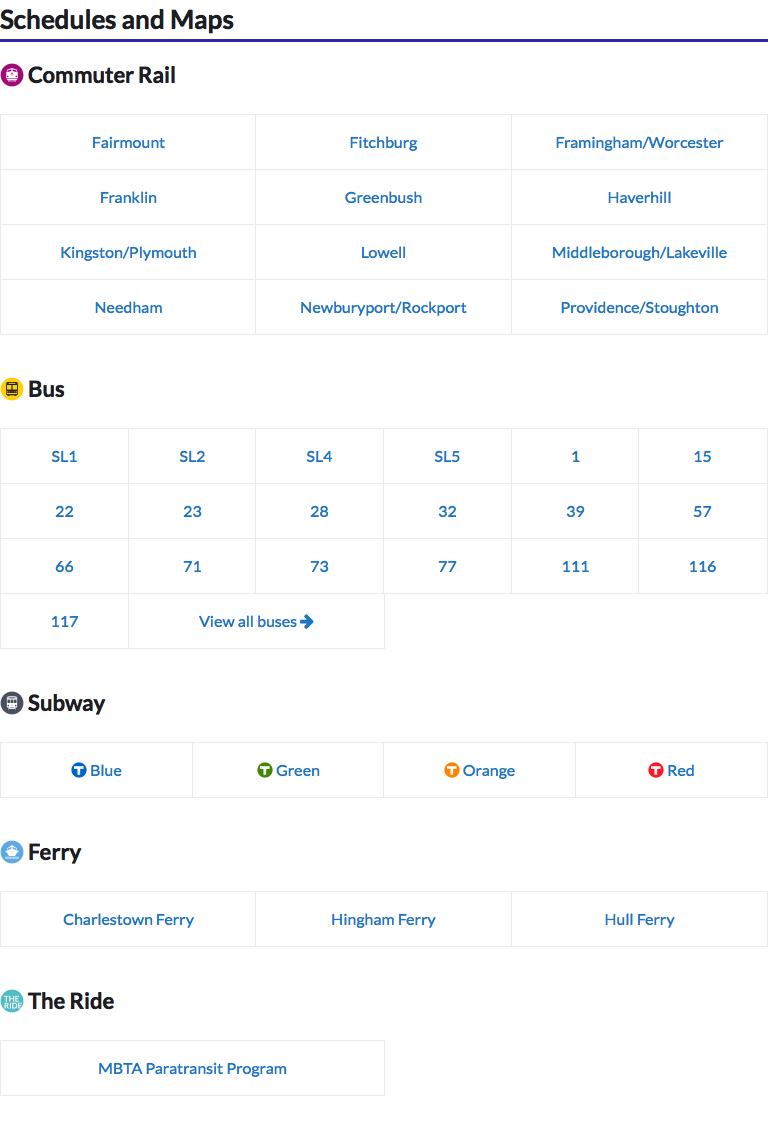 Schedules and Maps
Commuter Rail
Fairmount Fitchburg Framingham/Worcester
Franklin Greenbush Haverhill
Kingston/Plymouth Lowell Middleborough/Lakeville
Needham Newburyport/Rockport Providence/Stoughton
Bus
SL1 SL2 SL4 SL5 1 15
22 23 28 32 39 57
66 71 73 77 111 116
117 View all buses
Subway
T Blue T Green T Orange T Red
Ferry
Charlestown Ferry Hingham Ferry Hull Ferry
THE RIDE The Ride
MBTA Paratransit Program